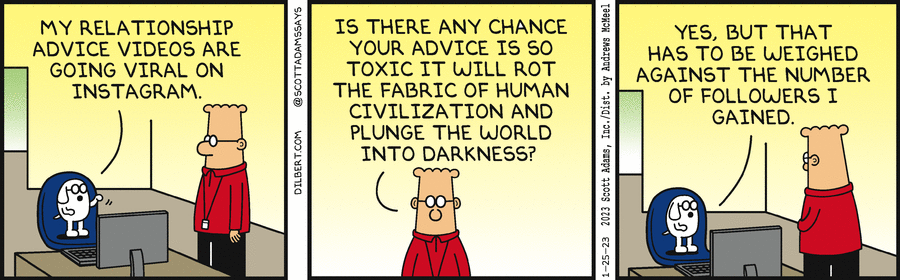 MY RELATIONSHIP
ADVICE VIDEOS ARE
GOING VIRAL ON
INSTAGRAM.
DILBERT.COM @SCOTTADAMSSAYS
IS THERE ANY CHANCE
YOUR ADVICE IS SO
TOXIC IT WILL ROT
THE FABRIC OF HUMAN
CIVILIZATION AND
PLUNGE THE WORLD
INTO DARKNESS?
1-25-23 2023 Scott Adams, Inc./Dist. by Andrews McMeel
YES, BUT THAT
HAS TO BE WEIGHED
AGAINST THE NUMBER
OF FOLLOWERS I
GAINED.